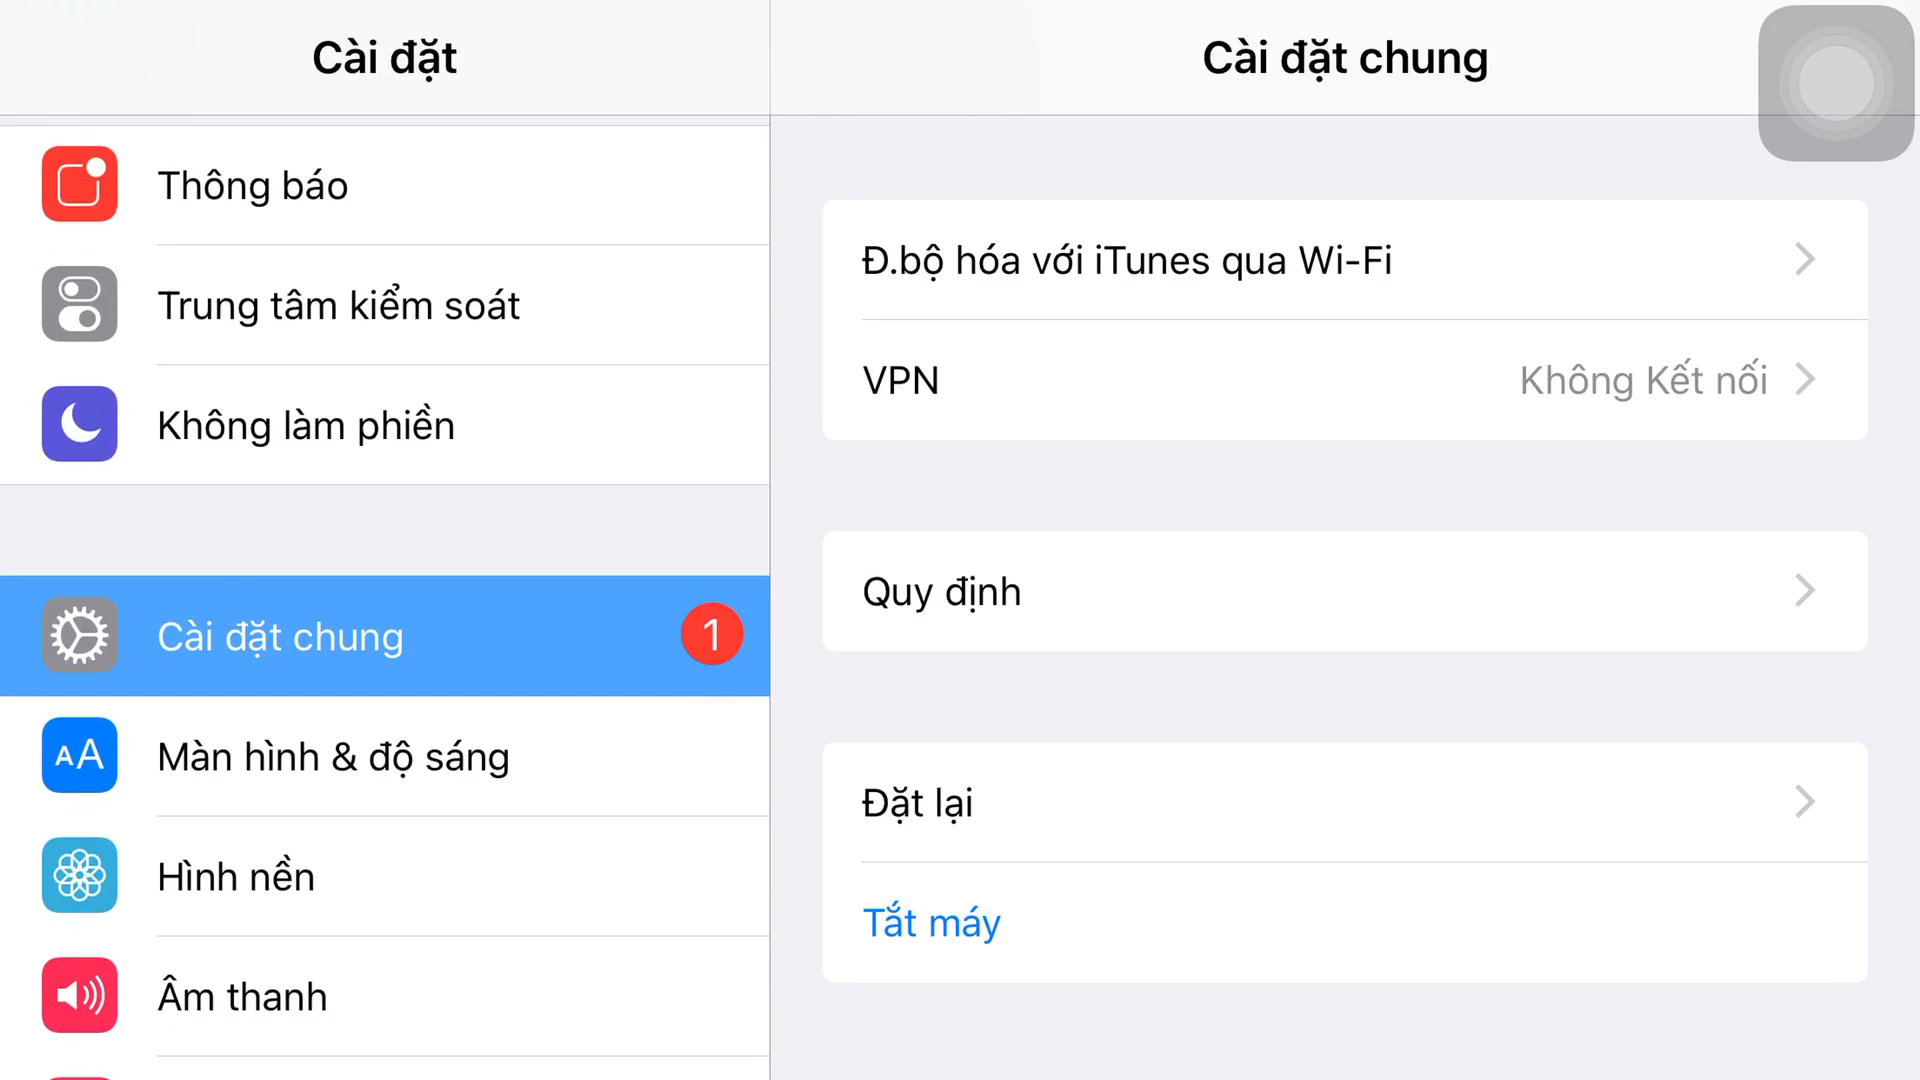 Cài đặt
Thông báo
Trung tâm kiểm soát
Không làm phiền
Cài đặt chung
1
AA
Màn hình & độ sáng
Hình nền
Âm thanh
Cài đặt chung
Đ.bộ hóa với iTunes qua Wi-Fi
VPN
Không Kết nối
Quy định
Đặt lại
Tắt máy